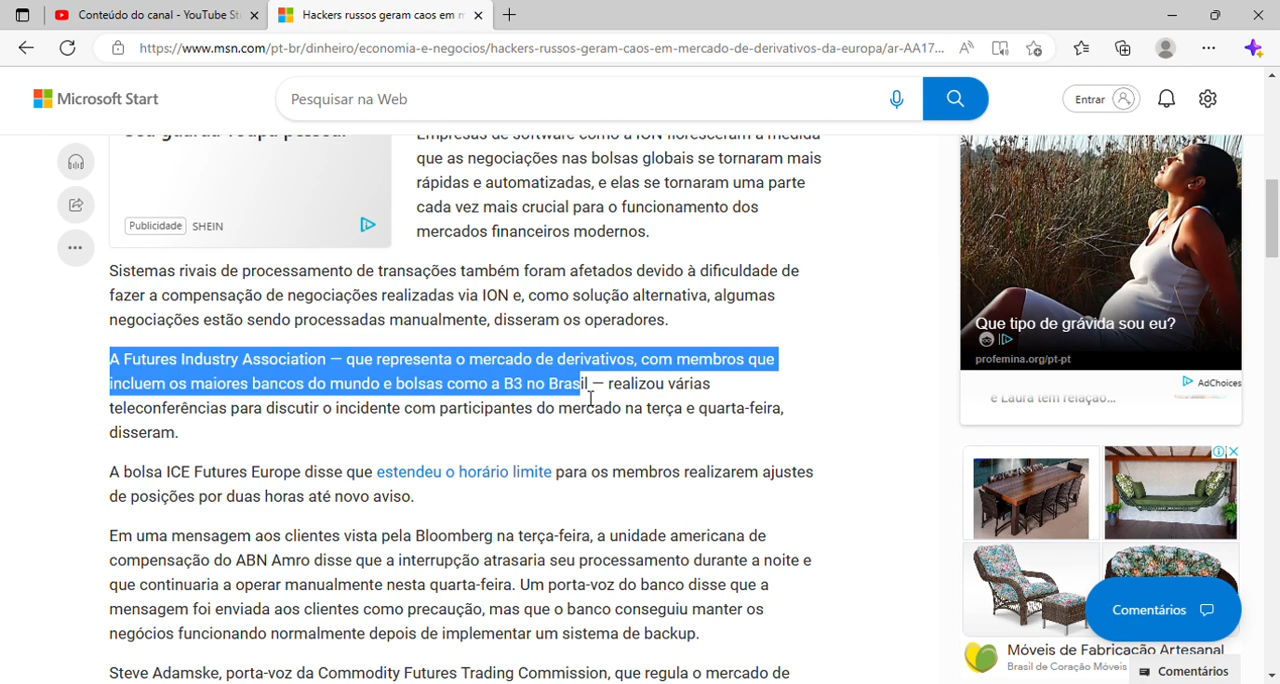 Conteúdo do canal - YouTube St
Hackers russos geram caos em m
https://www.msn.com/pt-br/dinheiro/economia-e-negocios/hackers-russos-geram-caos-em-mercado-de-derivativos-da-europa/ar-AA17...
Microsoft Start
Pesquisar na Web
Entrar
Publicidade SHEIN
Empresas de software como a ION floresceram à medida
que as negociações nas bolsas globais se tornaram mais
rápidas e automatizadas, e elas se tornaram uma parte
cada vez mais crucial para o funcionamento dos
mercados financeiros modernos.
Sistemas rivais de processamento de transações também foram afetados devido à dificuldade de
fazer a compensação de negociações realizadas via ION e, como solução alternativa, algumas
negociações estão sendo processadas manualmente, disseram os operadores.
A Futures Industry Association — que representa o mercado de derivativos, com membros que
incluem os maiores bancos do mundo e bolsas como a B3 no Brasil — realizou várias
teleconferências para discutir o incidente com participantes do mercado na terça e quarta-feira,
disseram.
A bolsa ICE Futures Europe disse que estendeu o horário limite para os membros realizarem ajustes
de posições por duas horas até novo aviso.
Em uma mensagem aos clientes vista pela Bloomberg na terça-feira, a unidade americana de
compensação do ABN Amro disse que a interrupção atrasaria seu processamento durante a noite e
que continuaria a operar manualmente nesta quarta-feira. Um porta-voz do banco disse que a
mensagem foi enviada aos clientes como precaução, mas que o banco conseguiu manter os
negócios funcionando normalmente depois de implementar um sistema de backup.
Steve Adamske, porta-voz da Commodity Futures Trading Commission, que regula o mercado de
Que tipo de grávida sou eu?
profemina.org/pt-pt
AdChoices
e Laura têm relação...
Comentários
Móveis de Fabricação Artesanal
Brasil de Coração Móveis
Comentários